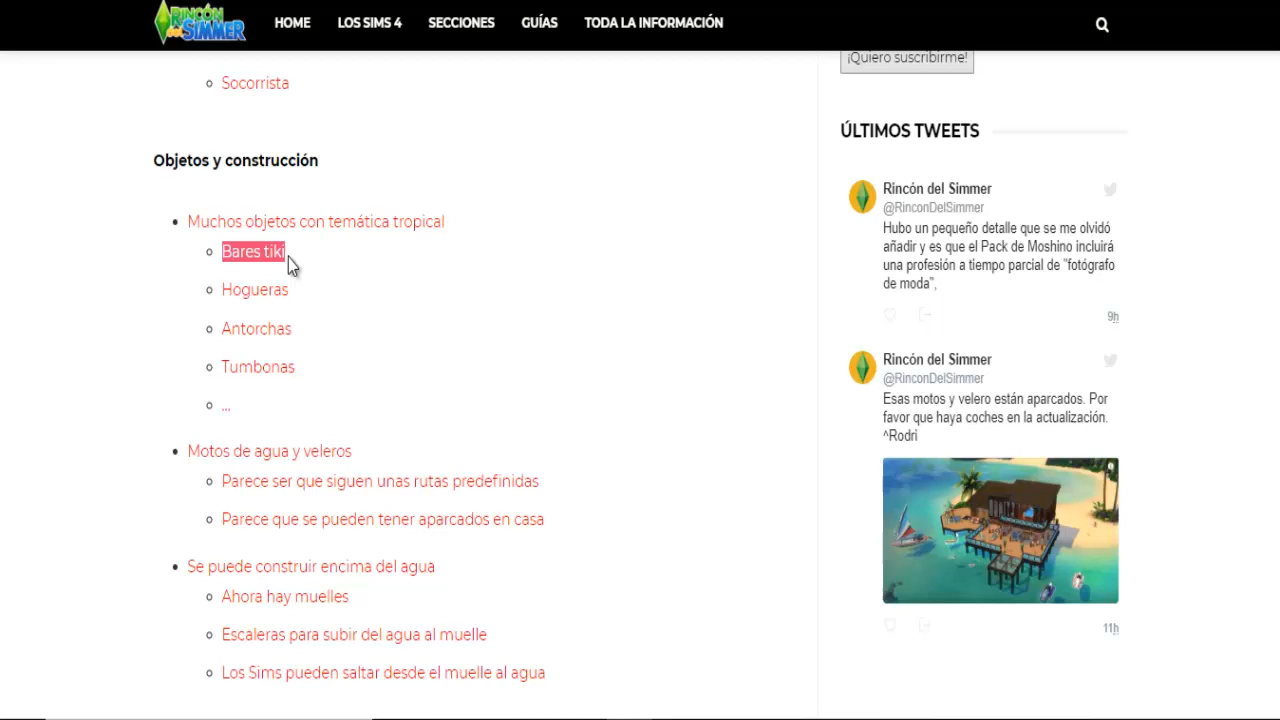 RINCÓN
del SIMMER
HOME
LOS SIMS 4
SECCIONES
GUÍAS
TODA LA INFORMACIÓN
Socorrista
Objetos y construcción
Muchos objetos con temática tropical
Bares tiki
Hogueras
Antorchas
Tumbonas
...
Motos de agua y veleros
Parece ser que siguen unas rutas predefinidas
Parece que se pueden tener aparcados en casa
Se puede construir encima del agua
Ahora hay muelles
Escaleras para subir del agua al muelle
Los Sims pueden saltar desde el muelle al agua
¡Quiero suscribirme!
ÚLTIMOS TWEETS
Rincón del Simmer
@RinconDelSimmer
Hubo un pequeño detalle que se me olvidó
añadir y es que el Pack de Moshino incluirá
una profesión a tiempo parcial de "fotógrafo
de moda",
9h
Rincón del Simmer
@RinconDelSimmer
Esas motos y velero están aparcados. Por
favor que haya coches en la actualización.
^Rodri
11h